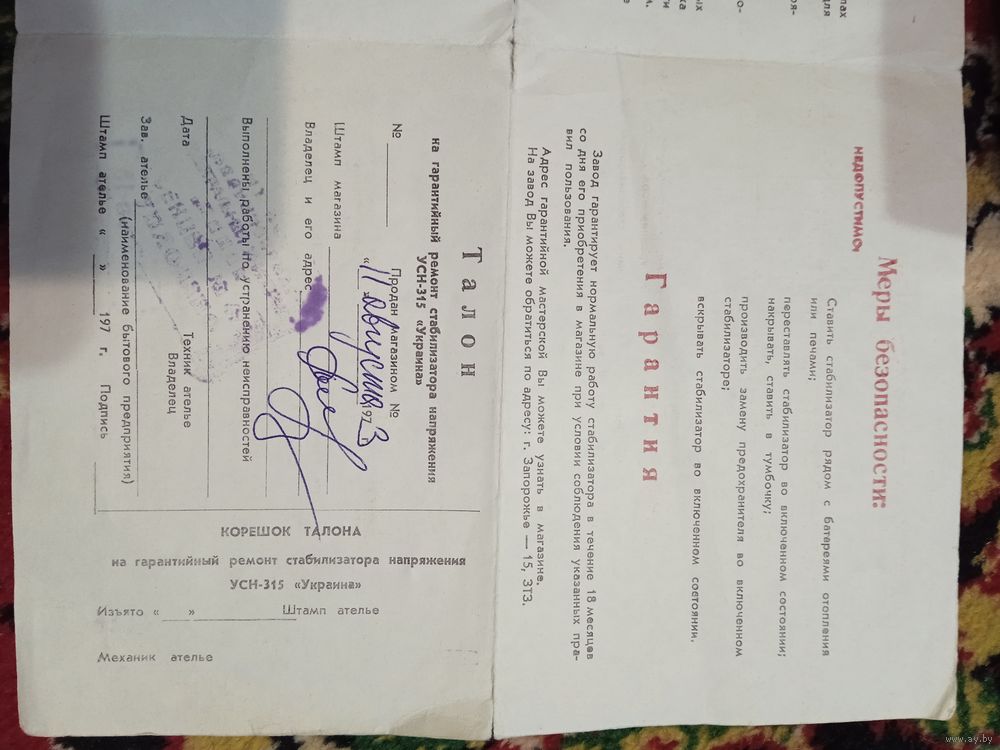 Меры безопасности:
недопустимо:
Ставить стабилизатор рядом с батереями отопления
или печами;
переставлять стабилизатор во включенном состоянии;
накрывать, ставить в тумбочку;
производить замену предохранителя во включенном
стабилизаторе;
вскрывать стабилизатор во включенном состоянии.
Гарантия
Завод гарантирует нормальную работу стабилизатора в течение 18 месяцев
со дня его приобретения в магазине при условии соблюдения указанных пра-
вил пользования.
Адрес гарантийной мастерской Вы можете узнать в магазине.
На завод Вы можете обратиться по адресу: г. Запорожье — 15, ЗТЗ.
Талон
на гарантийный ремонт стабилизатора напряжения
УСН-315 «Украина»
№ Продан магазином №
«11 августа 1973 г.
Штамп магазина
Владелец и его адрес
Выполнены работы по устранению неисправностей
Дата Техник ателье
Владелец
Зав. ателье
(наименование бытового предприятия)
Штамп ателье « » 197 г. Подпись
КОРЕШОК ТАЛОНА
на гарантийный ремонт стабилизатора напряжения
УСН-315 «Украина»
Изъято « » Штамп ателье
Механик ателье
www.ay.by